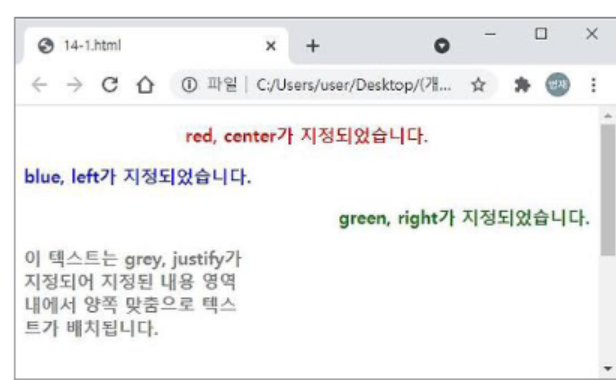 14-1.html
파일 | C:/Users/user/Desktop/(개...
번재
red, center가 지정되었습니다.
blue, left가 지정되었습니다.
green, right가 지정되었습니다.
이 텍스트는 grey, justify가
지정되어 지정된 내용 영역
내에서 양쪽 맞춤으로 텍스
트가 배치됩니다.